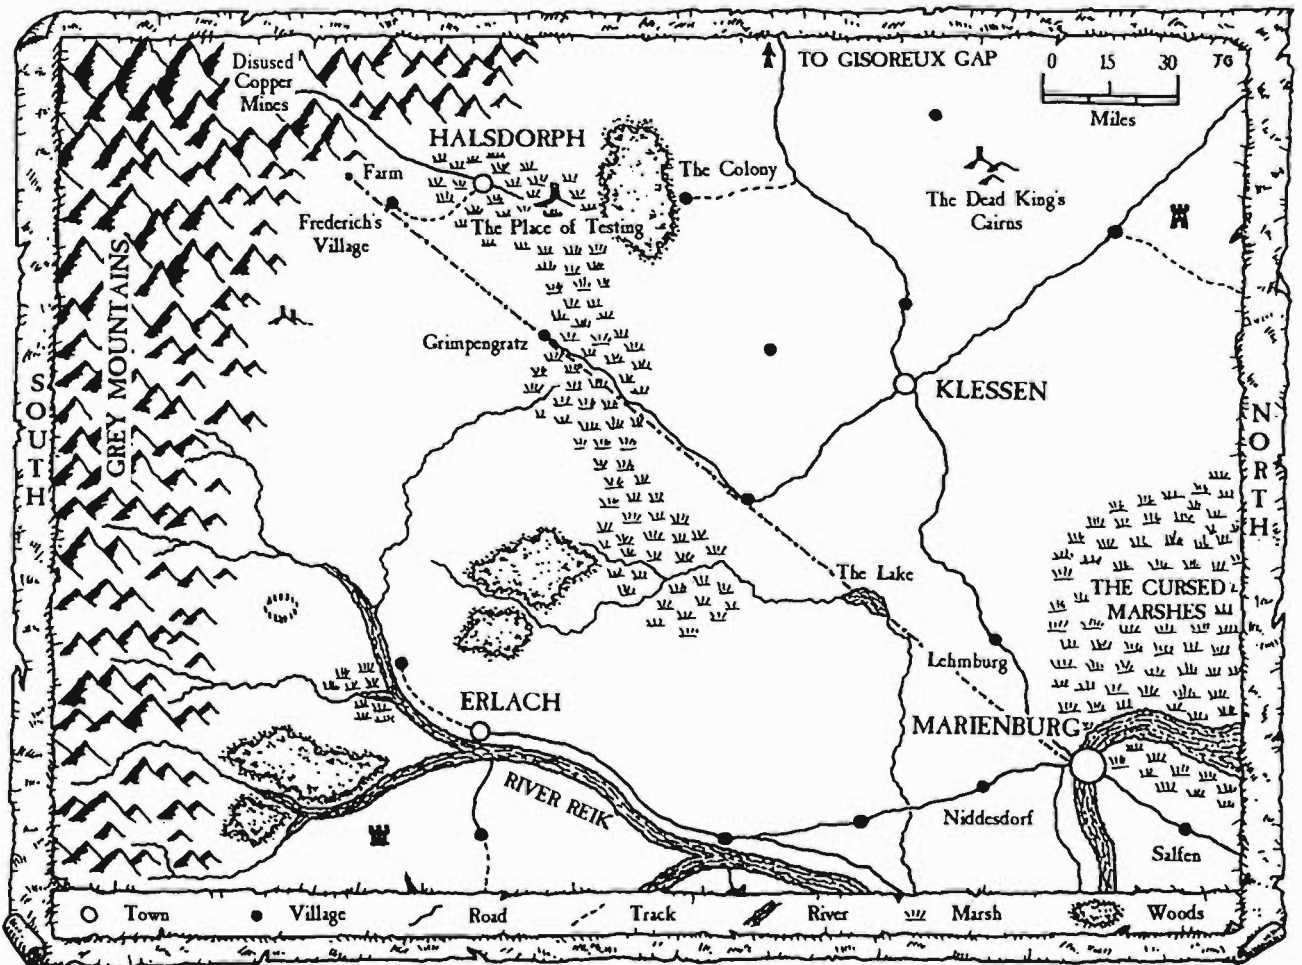 TO GISOREUX GAP
0 15 30
TG
Miles
Disused
Copper
Mines
HALSDORPH
Farm
Frederich's
Village
The Place of Testing
The Colony
The Dead King's
Cairns
GREY MOUNTAINS
SOUTH
NORTH
Grimpengratz
KLESSEN
The Lake
THE CURSED
MARSHES
Lehmburg
ERLACH
MARIENBURG
RIVER REIK
Niddesdorf
Salfen
Town Village Road Track River Marsh Woods